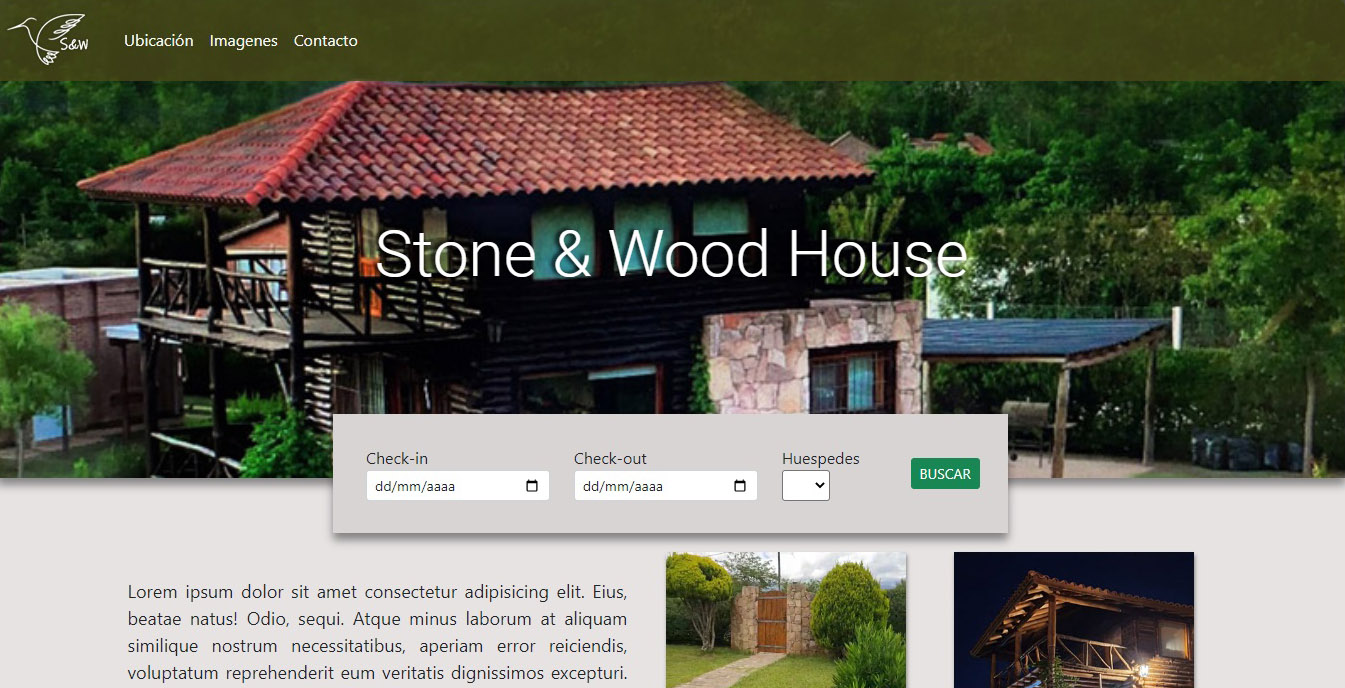 S&W
Ubicación Imagenes Contacto
Stone & Wood House
Check-in Check-out Huespedes
dd/mm/aaaa dd/mm/aaaa BUSCAR
Lorem ipsum dolor sit amet consectetur adipisicing elit. Eius,
beatae natus! Odio, sequi. Atque minus laborum at aliquam
similique nostrum necessitatibus, aperiam error reiciendis,
voluptatum reprehenderit eum veritatis dignissimos excepturi.